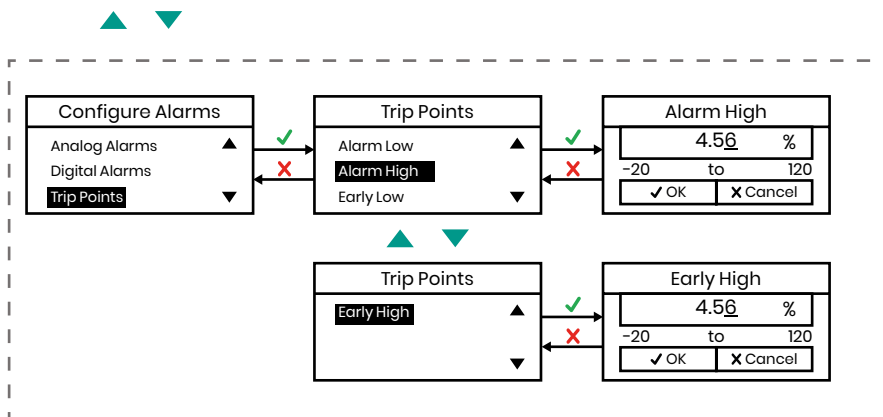 Configure Alarms
Analog Alarms
Digital Alarms
Trip Points
Trip Points
Alarm Low
Alarm High
Early Low
Alarm High
4.56 %
-20 to 120
✓ OK ✗ Cancel
Trip Points
Early High
Early High
4.56 %
-20 to 120
✓ OK ✗ Cancel